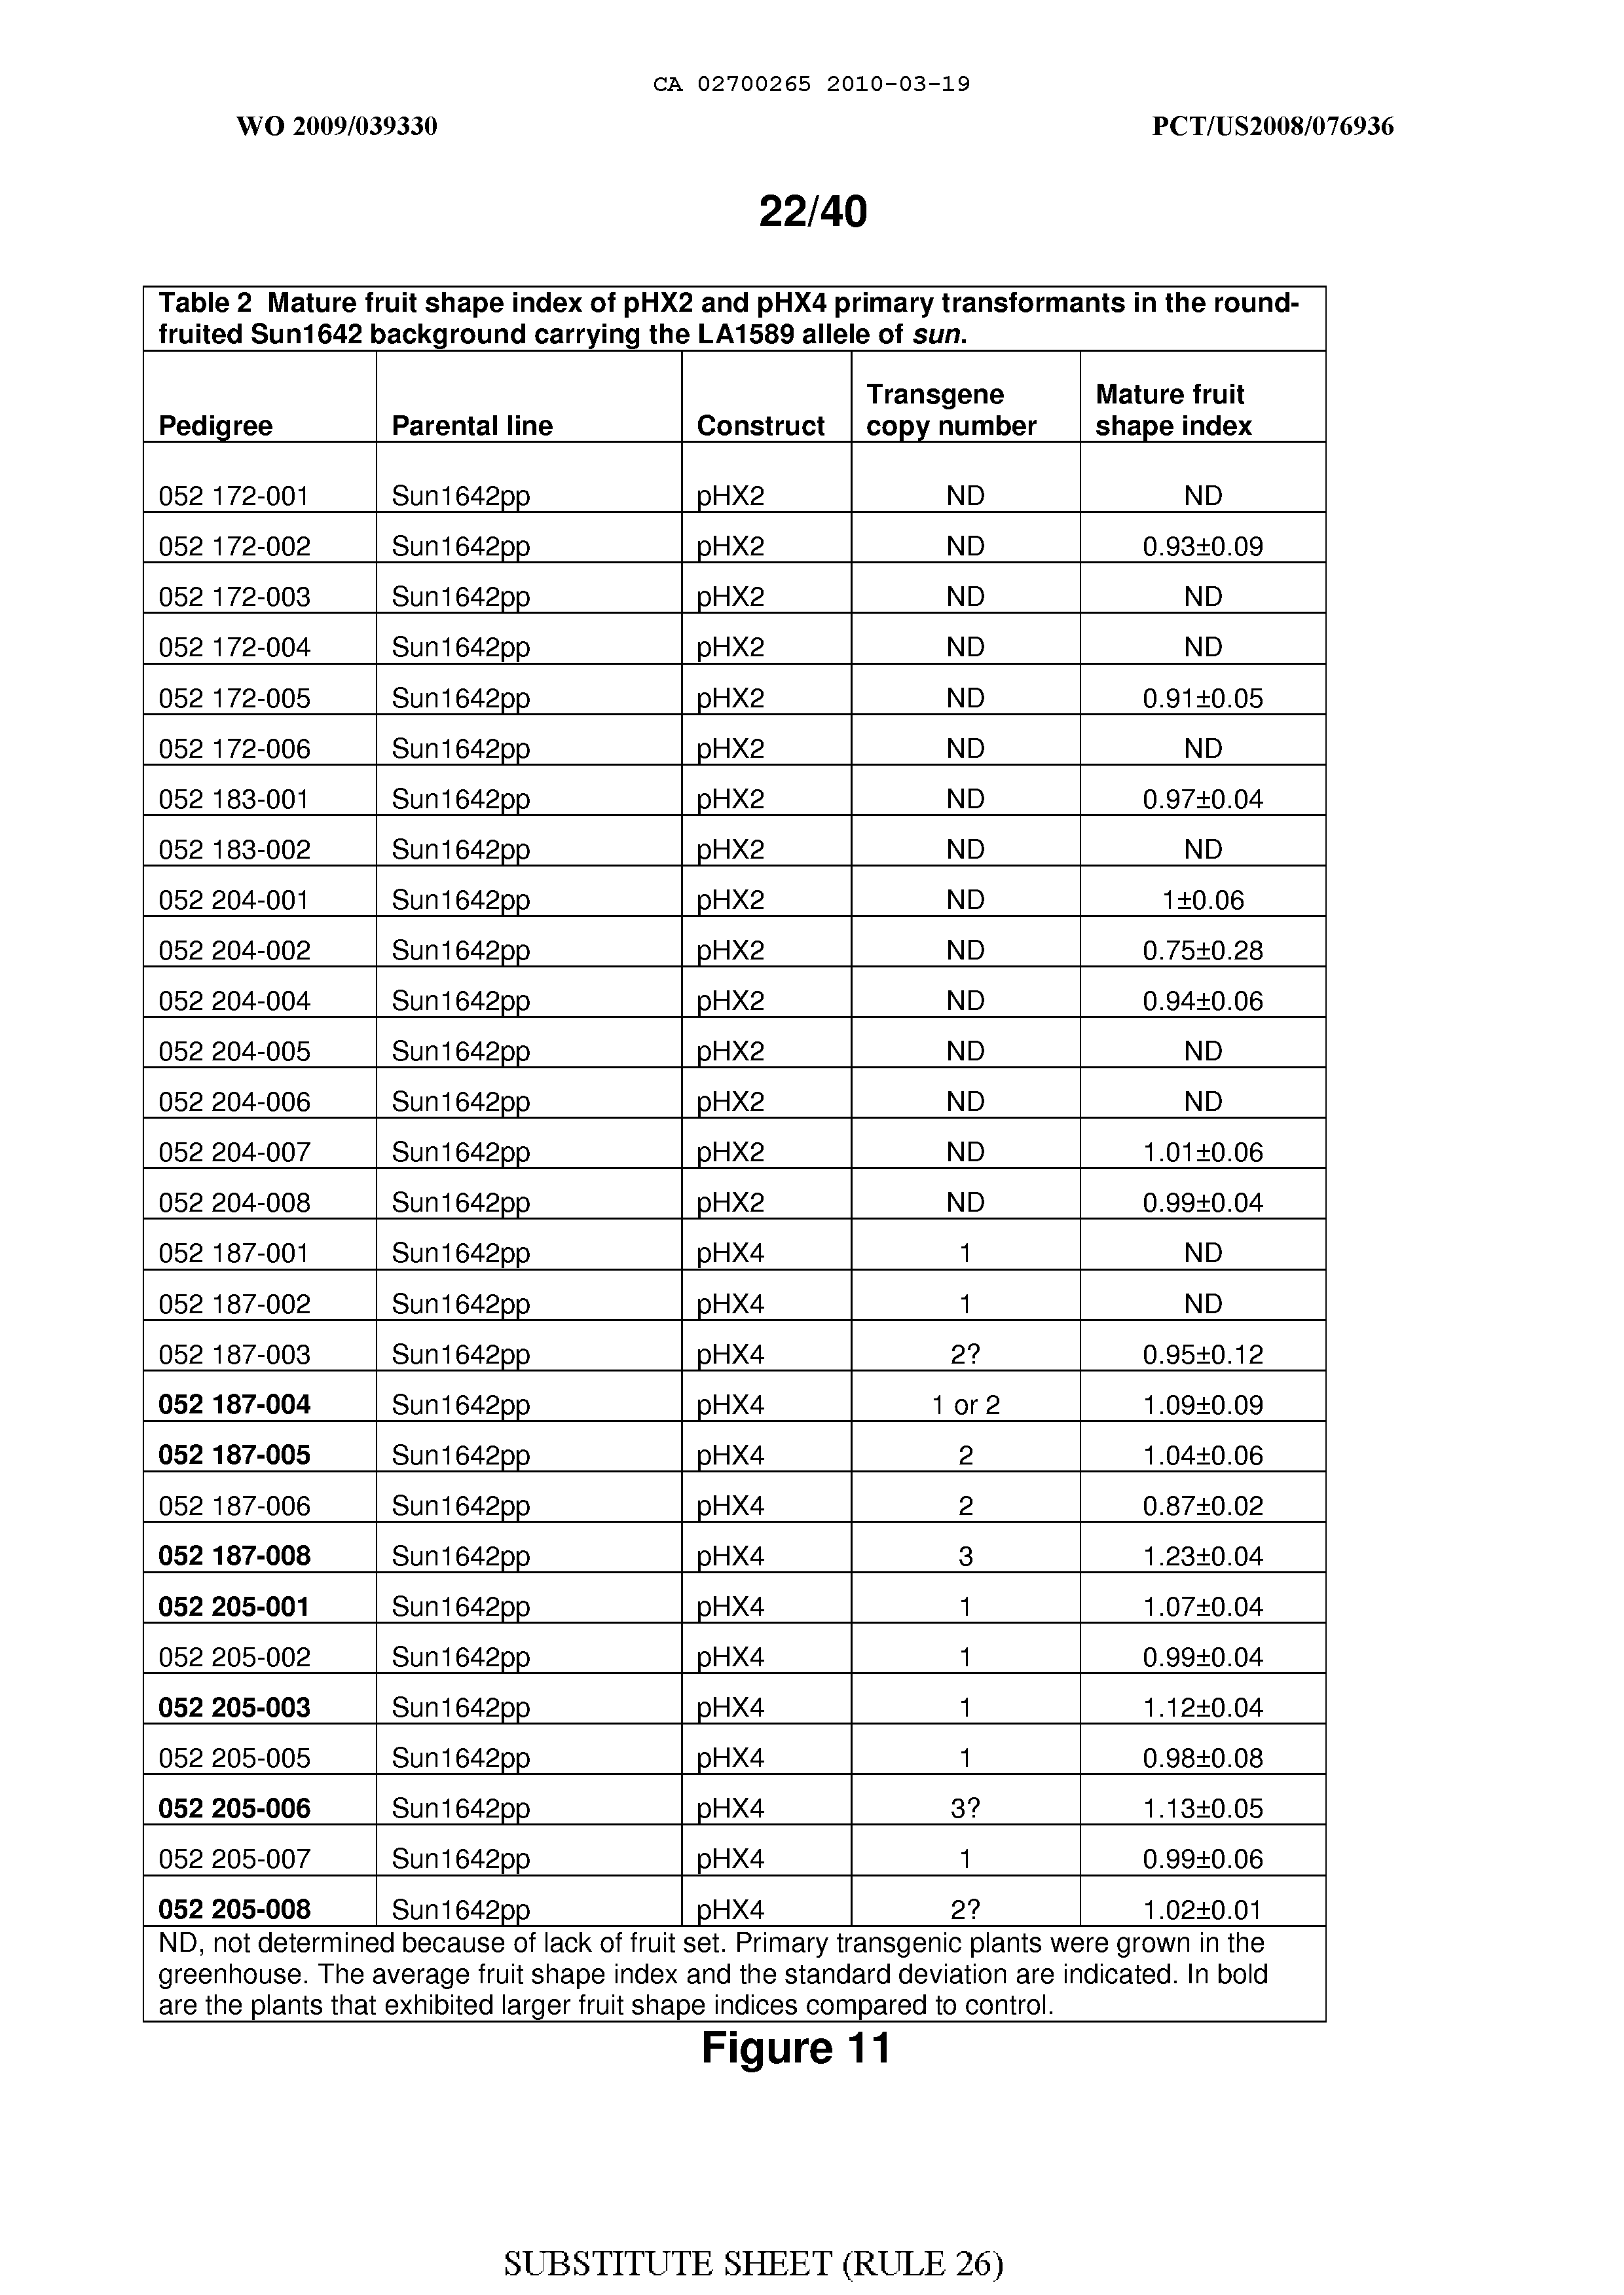 CA 02700265 2010-03-19
WO 2009/039330 PCT/US2008/076936
22/40
Table 2 Mature fruit shape index of pHX2 and pHX4 primary transformants in the round-
fruited Sun1642 background carrying the LA1589 allele of sun.
Pedigree Parental line Construct Transgene copy number Mature fruit shape index
052 172-001 Sun1642pp pHX2 ND ND
052 172-002 Sun1642pp pHX2 ND 0.93±0.09
052 172-003 Sun1642pp pHX2 ND ND
052 172-004 Sun1642pp pHX2 ND ND
052 172-005 Sun1642pp pHX2 ND 0.91±0.05
052 172-006 Sun1642pp pHX2 ND ND
052 183-001 Sun1642pp pHX2 ND 0.97±0.04
052 183-002 Sun1642pp pHX2 ND ND
052 204-001 Sun1642pp pHX2 ND 1±0.06
052 204-002 Sun1642pp pHX2 ND 0.75±0.28
052 204-004 Sun1642pp pHX2 ND 0.94±0.06
052 204-005 Sun1642pp pHX2 ND ND
052 204-006 Sun1642pp pHX2 ND ND
052 204-007 Sun1642pp pHX2 ND 1.01±0.06
052 204-008 Sun1642pp pHX2 ND 0.99±0.04
052 187-001 Sun1642pp pHX4 1 ND
052 187-002 Sun1642pp pHX4 1 ND
052 187-003 Sun1642pp pHX4 2? 0.95±0.12
052 187-004 Sun1642pp pHX4 1 or 2 1.09±0.09
052 187-005 Sun1642pp pHX4 2 1.04±0.06
052 187-006 Sun1642pp pHX4 2 0.87±0.02
052 187-008 Sun1642pp pHX4 3 1.23±0.04
052 205-001 Sun1642pp pHX4 1 1.07±0.04
052 205-002 Sun1642pp pHX4 1 0.99±0.04
052 205-003 Sun1642pp pHX4 1 1.12±0.04
052 205-005 Sun1642pp pHX4 1 0.98±0.08
052 205-006 Sun1642pp pHX4 3? 1.13±0.05
052 205-007 Sun1642pp pHX4 1 0.99±0.06
052 205-008 Sun1642pp pHX4 2? 1.02±0.01
ND, not determined because of lack of fruit set. Primary transgenic plants were grown in the
greenhouse. The average fruit shape index and the standard deviation are indicated. In bold
are the plants that exhibited larger fruit shape indices compared to control.
Figure 11
SUBSTITUTE SHEET (RULE 26)